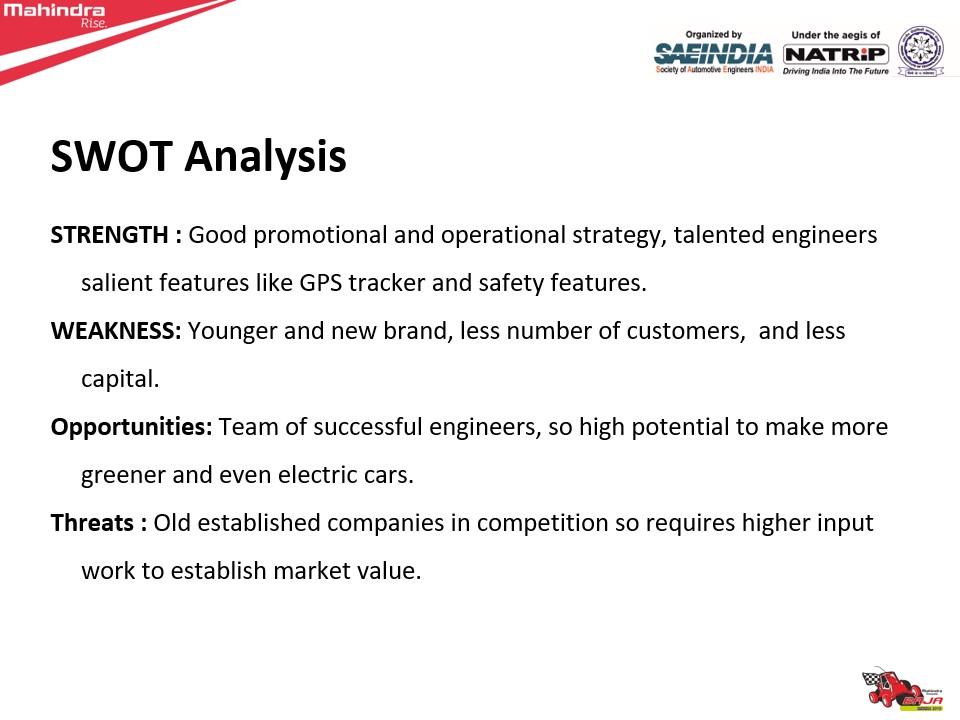 Mahindra
Rise.
Organized by
SAEINDIA
Society of Automotive Engineers INDIA
Under the aegis of
NATRiP
Driving India Into The Future
SWOT Analysis
STRENGTH : Good promotional and operational strategy, talented engineers
salient features like GPS tracker and safety features.
WEAKNESS: Younger and new brand, less number of customers,  and less
capital.
Opportunities: Team of successful engineers, so high potential to make more
greener and even electric cars.
Threats : Old established companies in competition so requires higher input
work to establish market value.
Mahindra
BAJA